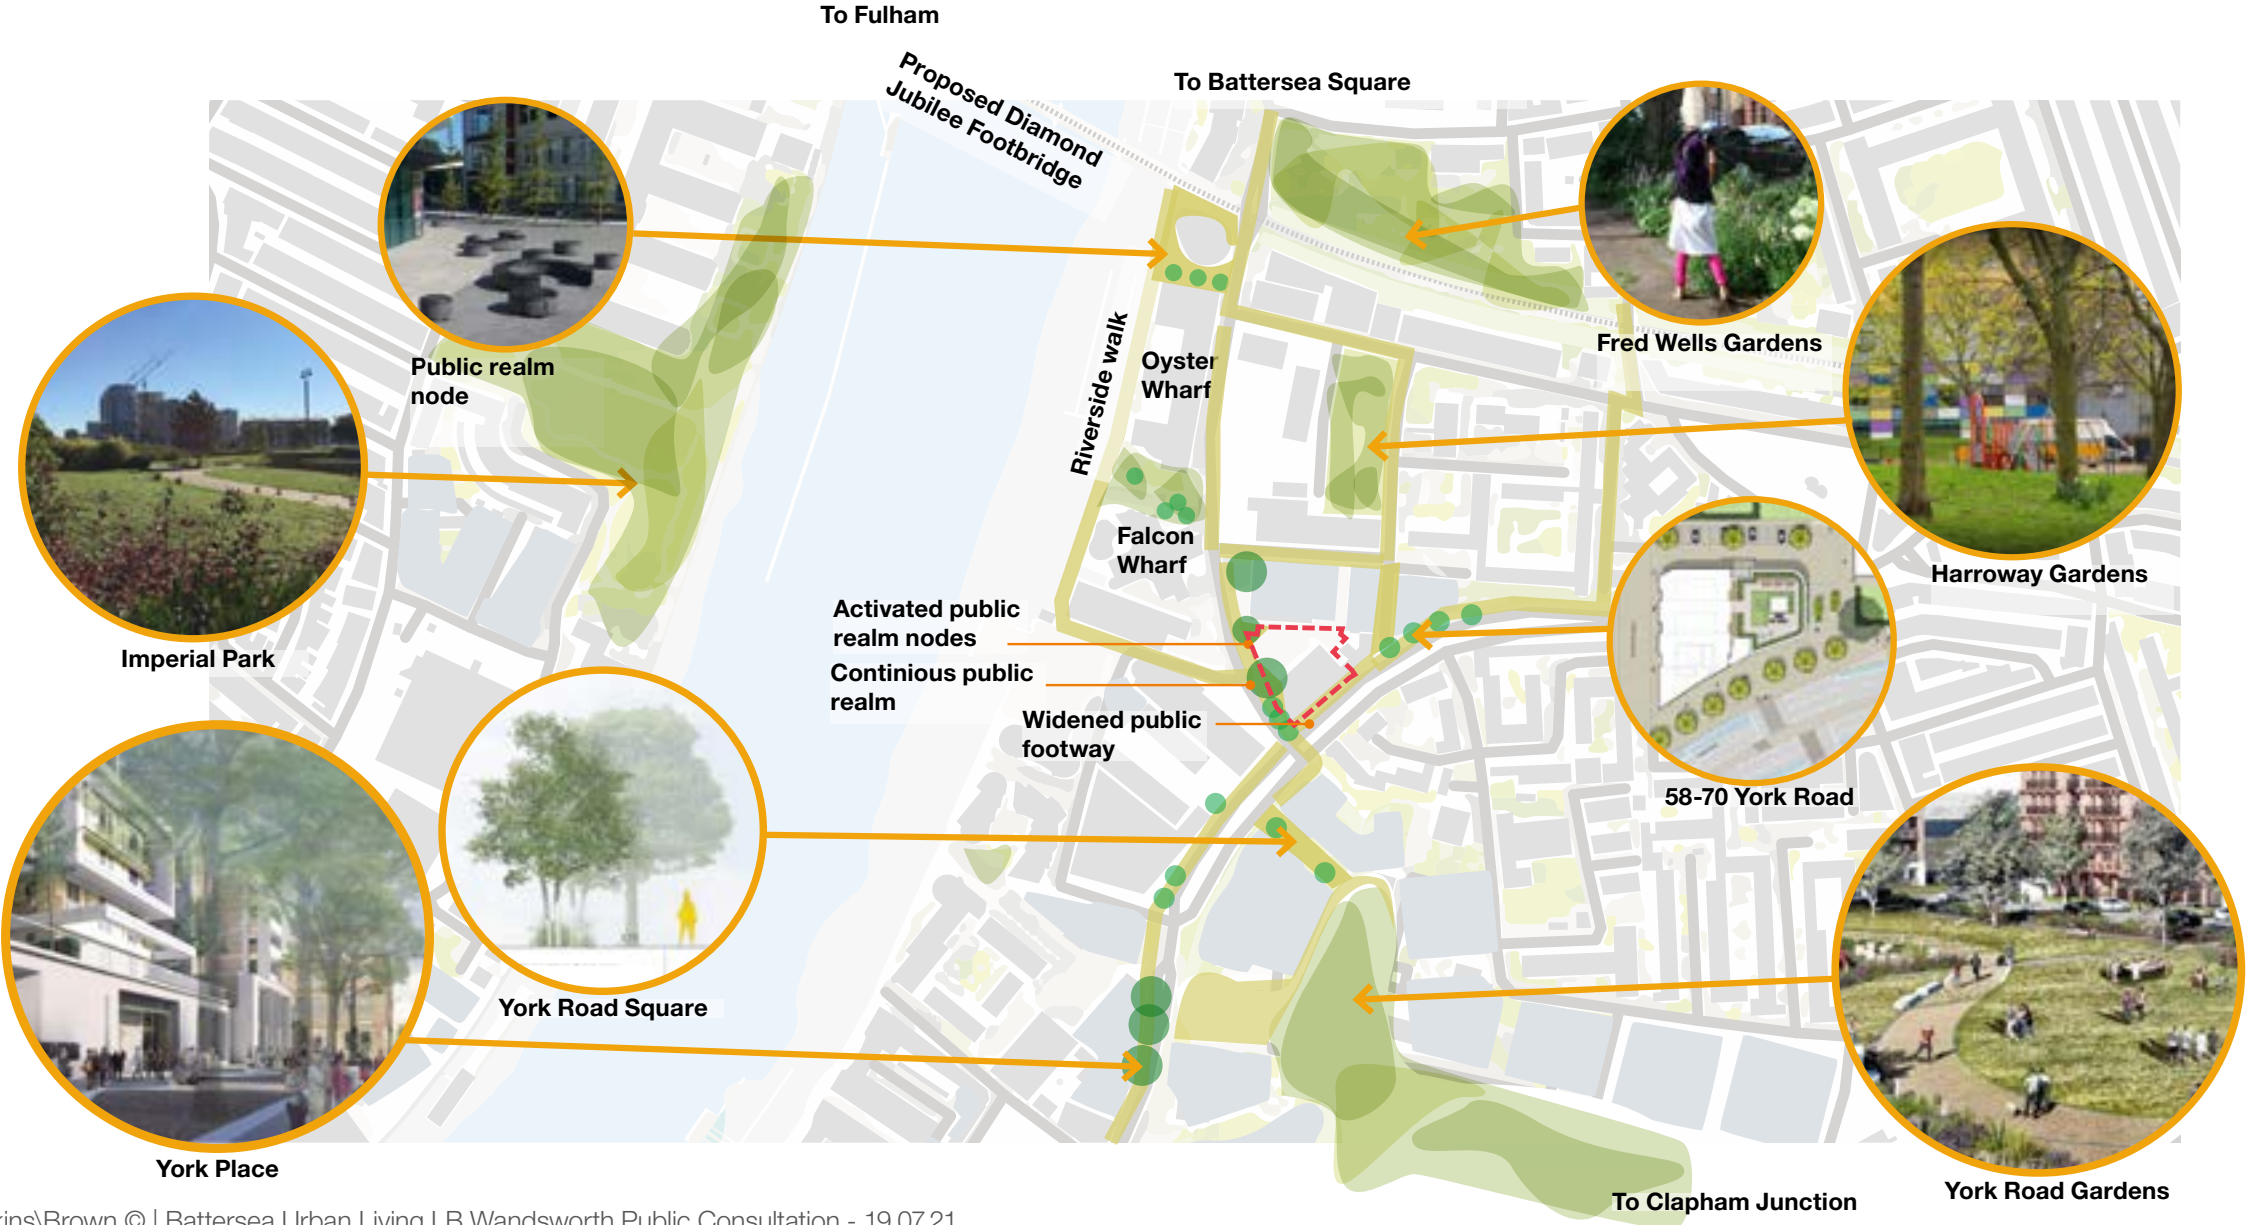 To Fulham
Proposed Diamond
Jubilee Footbridge
To Battersea Square
Public realm
node
Riverside walk
Oyster
Wharf
Fred Wells Gardens
Falcon
Wharf
Harroway Gardens
Activated public
realm nodes
Imperial Park
Continious public
realm
Widened public
footway
58-70 York Road
York Road Square
York Place
York Road Gardens
To Clapham Junction
kins\Brown © | Battersea Urban Living LB Wandsworth Public Consultation - 19.07.21